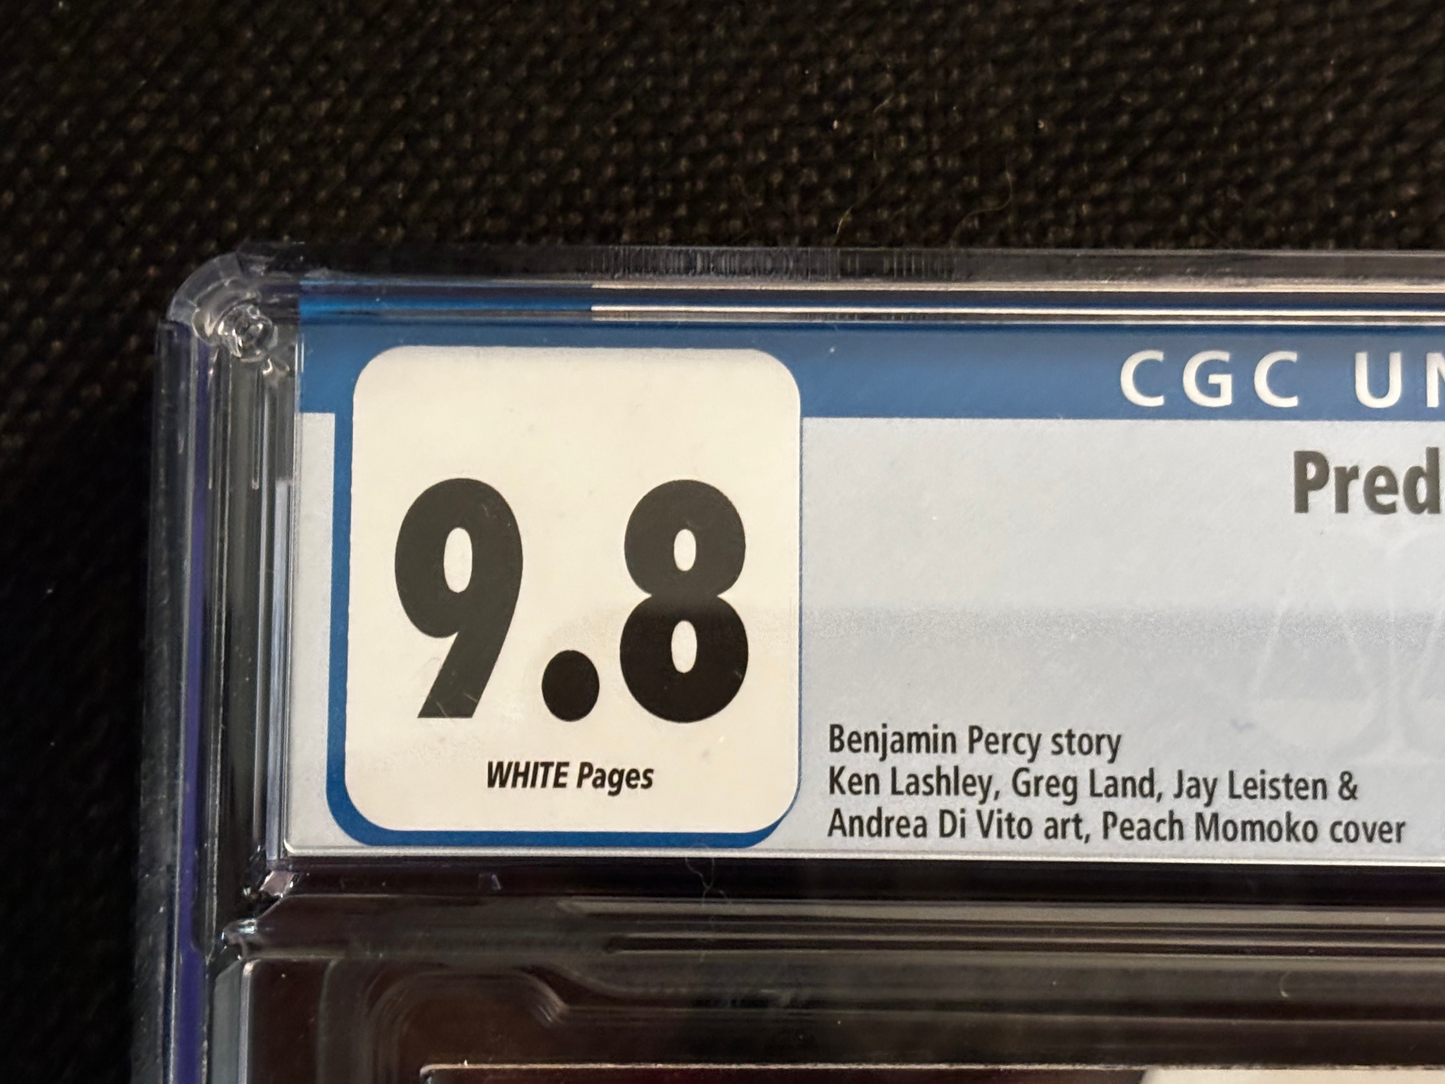 CGC UN
Pred
9.8
WHITE Pages
Benjamin Percy story
Ken Lashley, Greg Land, Jay Leisten &
Andrea Di Vito art, Peach Momoko cover